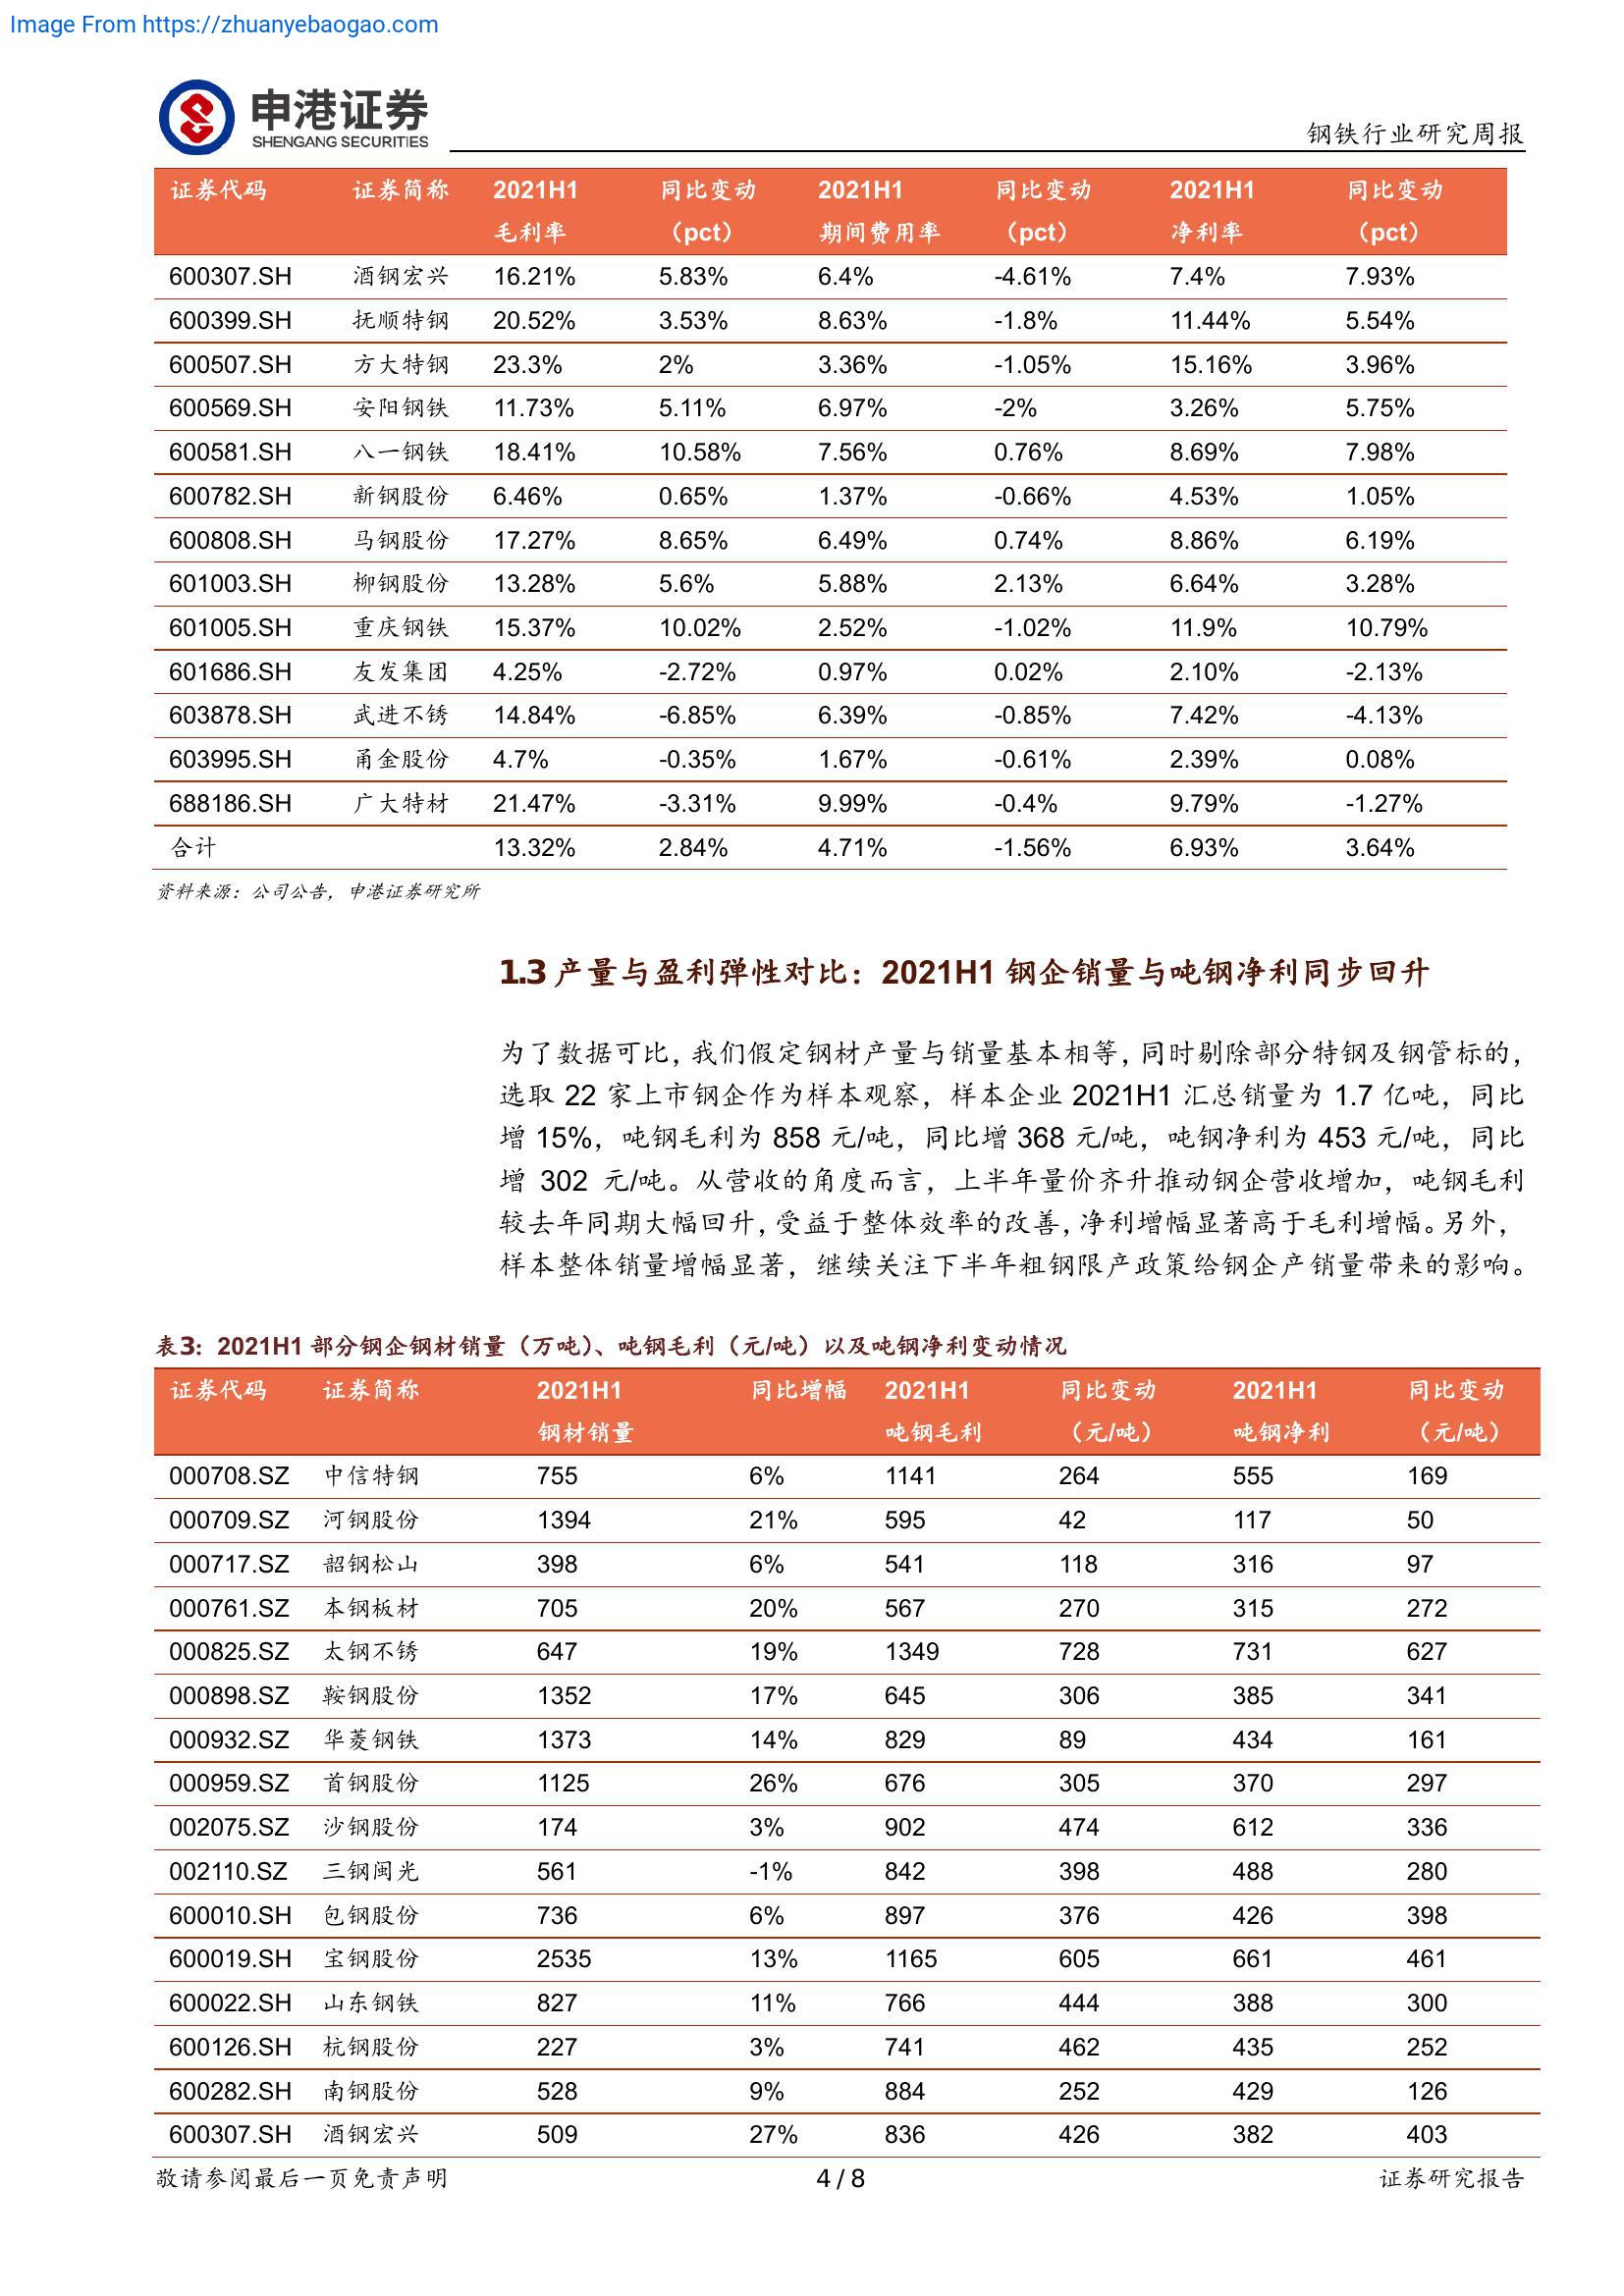 Image From https://zhuanyebaogao.com
申港证券
SHENGANG SECURITIES
钢铁行业研究周报
证券代码 证券简称 2021H1 同比变动 2021H1 同比变动 2021H1 同比变动
毛利率 （pct） 期间费用率 （pct） 净利率 （pct）
600307.SH 酒钢宏兴 16.21% 5.83% 6.4% -4.61% 7.4% 7.93%
600399.SH 抚顺特钢 20.52% 3.53% 8.63% -1.8% 11.44% 5.54%
600507.SH 方大特钢 23.3% 2% 3.36% -1.05% 15.16% 3.96%
600569.SH 安阳钢铁 11.73% 5.11% 6.97% -2% 3.26% 5.75%
600581.SH 八一钢铁 18.41% 10.58% 7.56% 0.76% 8.69% 7.98%
600782.SH 新钢股份 6.46% 0.65% 1.37% -0.66% 4.53% 1.05%
600808.SH 马钢股份 17.27% 8.65% 6.49% 0.74% 8.86% 6.19%
601003.SH 柳钢股份 13.28% 5.6% 5.88% 2.13% 6.64% 3.28%
601005.SH 重庆钢铁 15.37% 10.02% 2.52% -1.02% 11.9% 10.79%
601686.SH 友发集团 4.25% -2.72% 0.97% 0.02% 2.10% -2.13%
603878.SH 武进不锈 14.84% -6.85% 6.39% -0.85% 7.42% -4.13%
603995.SH 甬金股份 4.7% -0.35% 1.67% -0.61% 2.39% 0.08%
688186.SH 广大特材 21.47% -3.31% 9.99% -0.4% 9.79% -1.27%
合计 13.32% 2.84% 4.71% -1.56% 6.93% 3.64%
资料来源：公司公告，申港证券研究所
1.3 产量与盈利弹性对比：2021H1 钢企销量与吨钢净利同步回升
为了数据可比，我们假定钢材产量与销量基本相等，同时剔除部分特钢及钢管标的，
选取 22 家上市钢企作为样本观察，样本企业 2021H1 汇总销量为 1.7 亿吨，同比
增 15%，吨钢毛利为 858 元/吨，同比增 368 元/吨，吨钢净利为 453 元/吨，同比
增 302 元/吨。从营收的角度而言，上半年量价齐升推动钢企营收增加，吨钢毛利
较去年同期大幅回升，受益于整体效率的改善，净利增幅显著高于毛利增幅。另外，
样本整体销量增幅显著，继续关注下半年粗钢限产政策给钢企产销量带来的影响。
表3：2021H1 部分钢企钢材销量（万吨）、吨钢毛利（元/吨）以及吨钢净利变动情况
证券代码 证券简称 2021H1 同比增幅 2021H1 同比变动 2021H1 同比变动
钢材销量 吨钢毛利 （元/吨） 吨钢净利 （元/吨）
000708.SZ 中信特钢 755 6% 1141 264 555 169
000709.SZ 河钢股份 1394 21% 595 42 117 50
000717.SZ 韶钢松山 398 6% 541 118 316 97
000761.SZ 本钢板材 705 20% 567 270 315 272
000825.SZ 太钢不锈 647 19% 1349 728 731 627
000898.SZ 鞍钢股份 1352 17% 645 306 385 341
000932.SZ 华菱钢铁 1373 14% 829 89 434 161
000959.SZ 首钢股份 1125 26% 676 305 370 297
002075.SZ 沙钢股份 174 3% 902 474 612 336
002110.SZ 三钢闽光 561 -1% 842 398 488 280
600010.SH 包钢股份 736 6% 897 376 426 398
600019.SH 宝钢股份 2535 13% 1165 605 661 461
600022.SH 山东钢铁 827 11% 766 444 388 300
600126.SH 杭钢股份 227 3% 741 462 435 252
600282.SH 南钢股份 528 9% 884 252 429 126
600307.SH 酒钢宏兴 509 27% 836 426 382 403
敬请参阅最后一页免责声明 4 / 8 证券研究报告